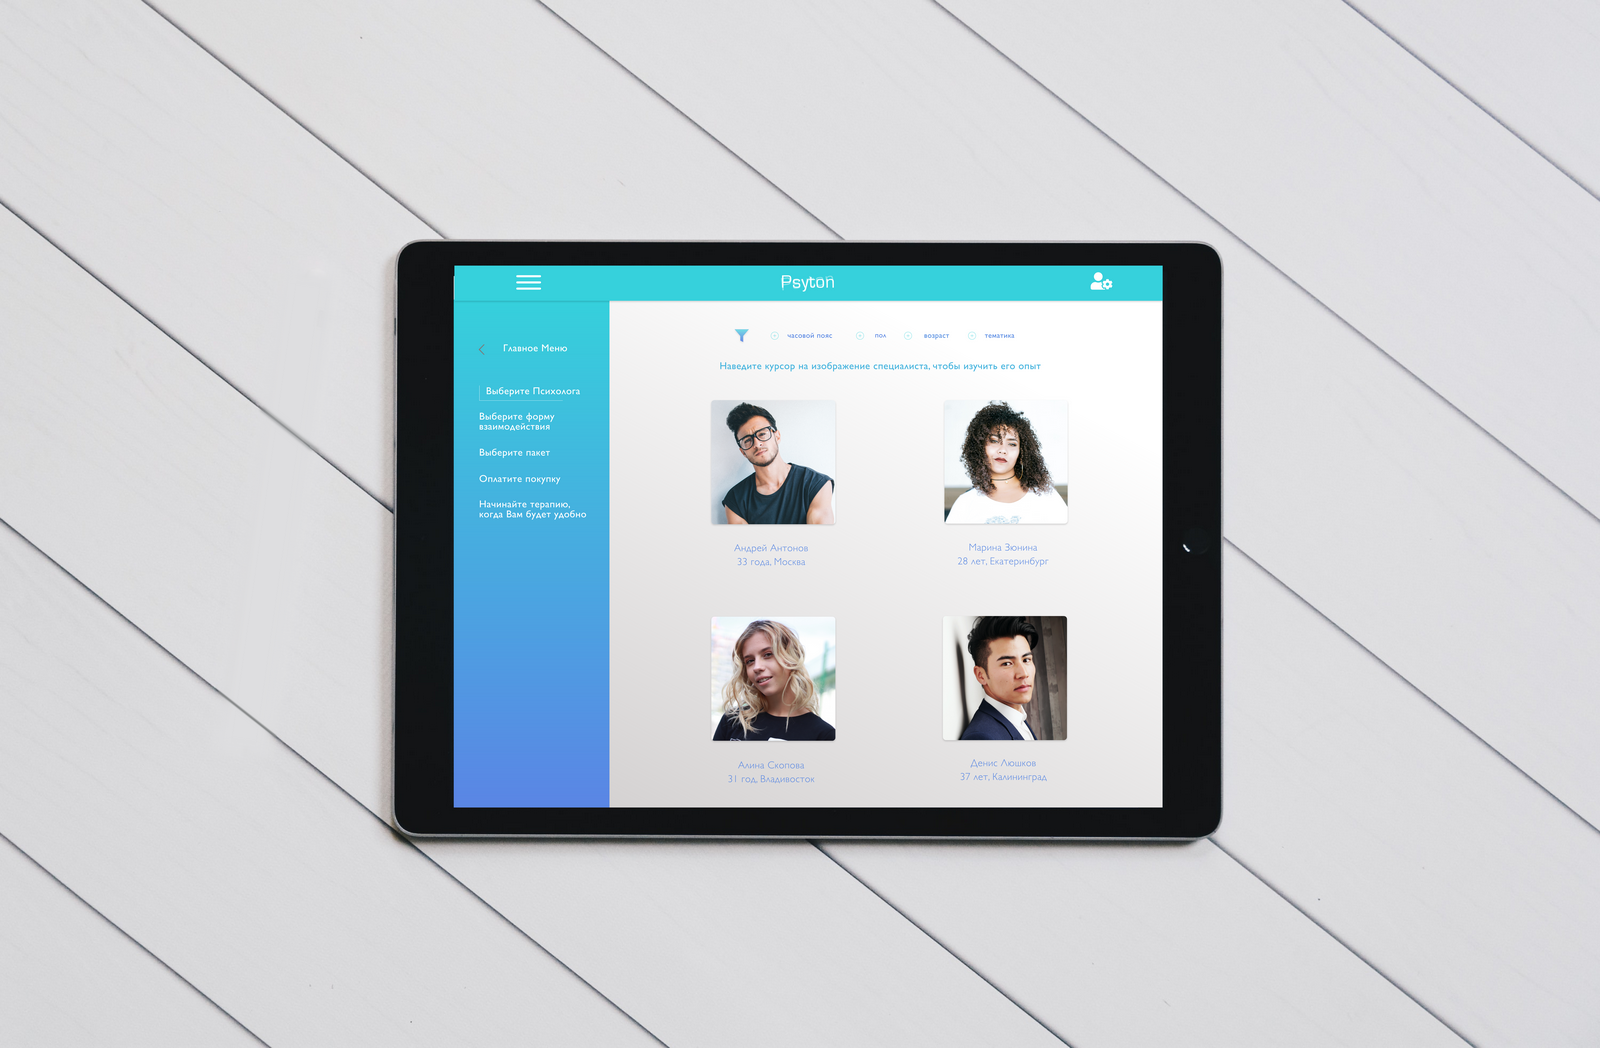 Psyton
Главное Меню
Выберите Психолога
Выберите форму
взаимодействия
Выберите пакет
Оплатите покупку
Начинайте терапию,
когда Вам будет удобно
часовой пояс
пол
возраст
тематика
Наведите курсор на изображение специалиста, чтобы изучить его опыт
Андрей Антонов
33 года, Москва
Марина Зюнина
28 лет, Екатеринбург
Алина Скопова
31 год, Владивосток
Денис Люшков
37 лет, Калининград